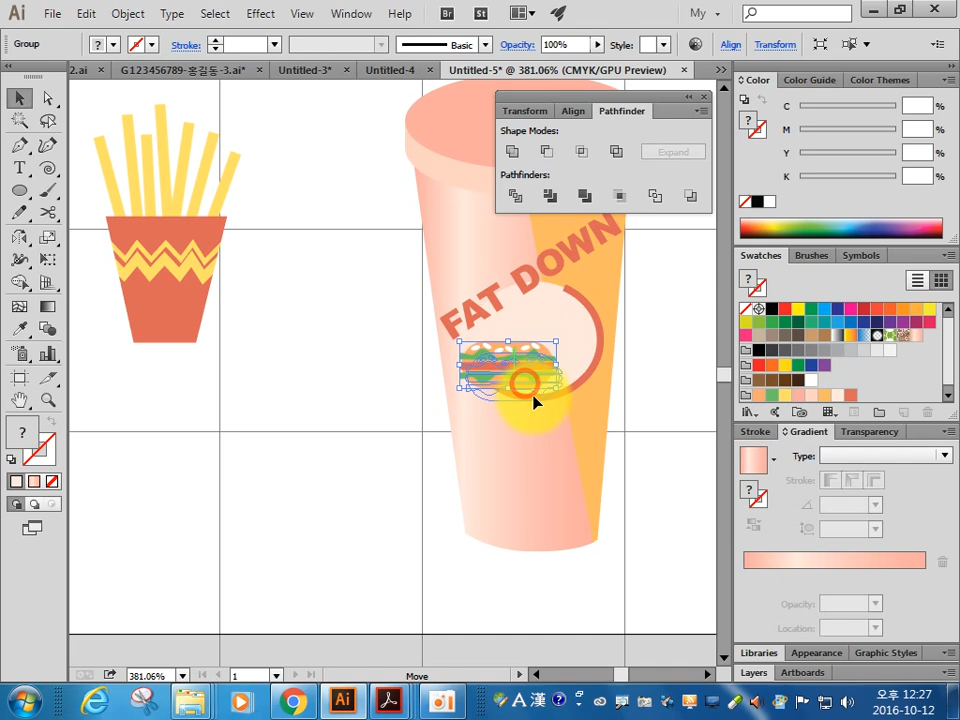 Ai File Edit Object Type Select Effect View Window Help Br St My
Group Stroke: Basic Opacity: 100% Style: Align Transform
2.ai × G123456789-홍길동-3.ai* × Untitled-3* × Untitled-4 × Untitled-5* @ 381.06% (CMYK/GPU Preview) ×
Transform Align Pathfinder
Shape Modes:
Expand
Pathfinders:
FAT DOWN
Color Color Guide Color Themes
? C %
M %
Y %
K %
Swatches Brushes Symbols
?
Stroke Gradient Transparency
Type:
Stroke:
?
Opacity:
Location:
Libraries Appearance Graphic Styles
Layers Artboards
?
381.06% 1 Move
Ai A 漢 오후 12:27
2016-10-12